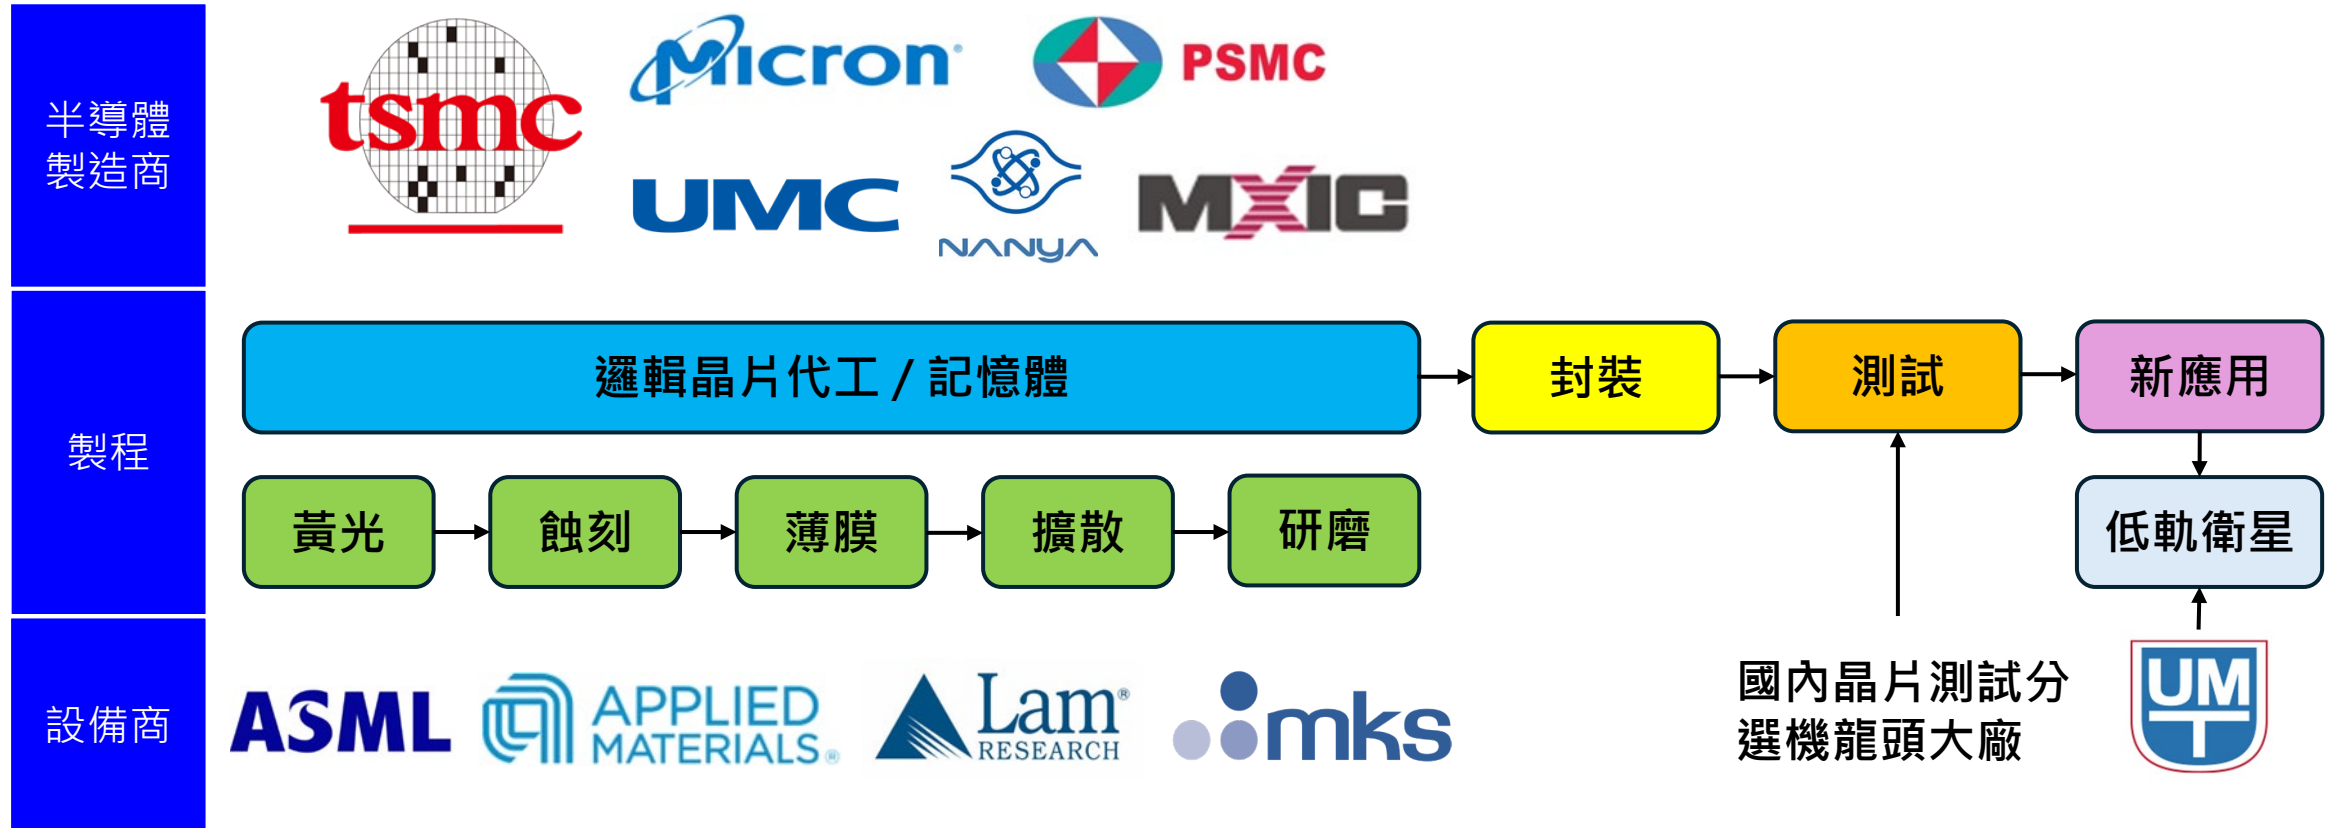 半導體
製造商
tsmc
Micron®
PSMC
UMC
NANYA
MXIC
製程
邏輯晶片代工 / 記憶體
封裝
測試
新應用
黃光
蝕刻
薄膜
擴散
研磨
低軌衛星
設備商
ASML
APPLIED
MATERIALS®
Lam®
RESEARCH
mks
國內晶片測試分
選機龍頭大廠
UM
T